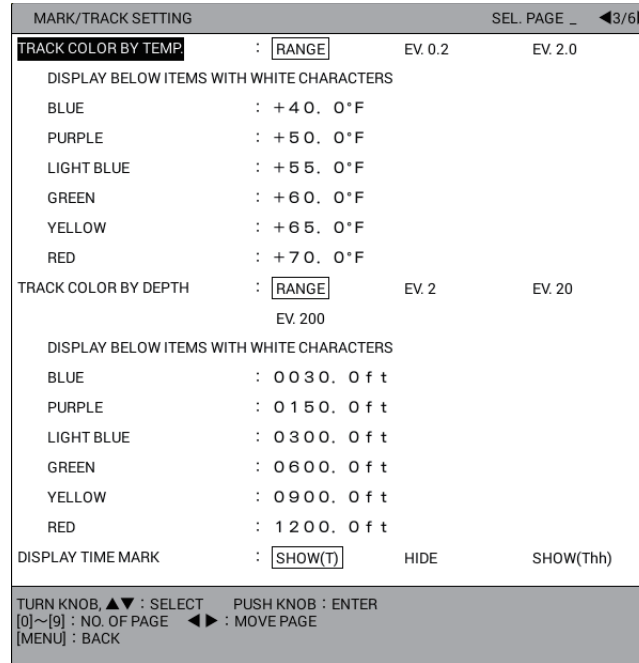 MARK/TRACK SETTING SEL. PAGE _ ◀3/6
TRACK COLOR BY TEMP. : RANGE EV. 0.2 EV. 2.0
DISPLAY BELOW ITEMS WITH WHITE CHARACTERS
BLUE : +40. 0°F
PURPLE : +50. 0°F
LIGHT BLUE : +55. 0°F
GREEN : +60. 0°F
YELLOW : +65. 0°F
RED : +70. 0°F
TRACK COLOR BY DEPTH : RANGE EV. 2 EV. 20
EV. 200
DISPLAY BELOW ITEMS WITH WHITE CHARACTERS
BLUE : 0030. 0ft
PURPLE : 0150. 0ft
LIGHT BLUE : 0300. 0ft
GREEN : 0600. 0ft
YELLOW : 0900. 0ft
RED : 1200. 0ft
DISPLAY TIME MARK : SHOW(T) HIDE SHOW(Thh)
TURN KNOB, ▲▼ : SELECT PUSH KNOB : ENTER
[0]~[9] : NO. OF PAGE ◀ ▶ : MOVE PAGE
[MENU] : BACK